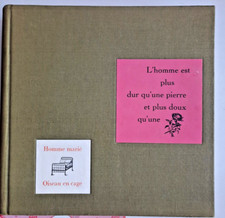 L'homme est
plus
dur qu'une pierre
et plus doux
qu'une
Homme marié
Oiseau en cage